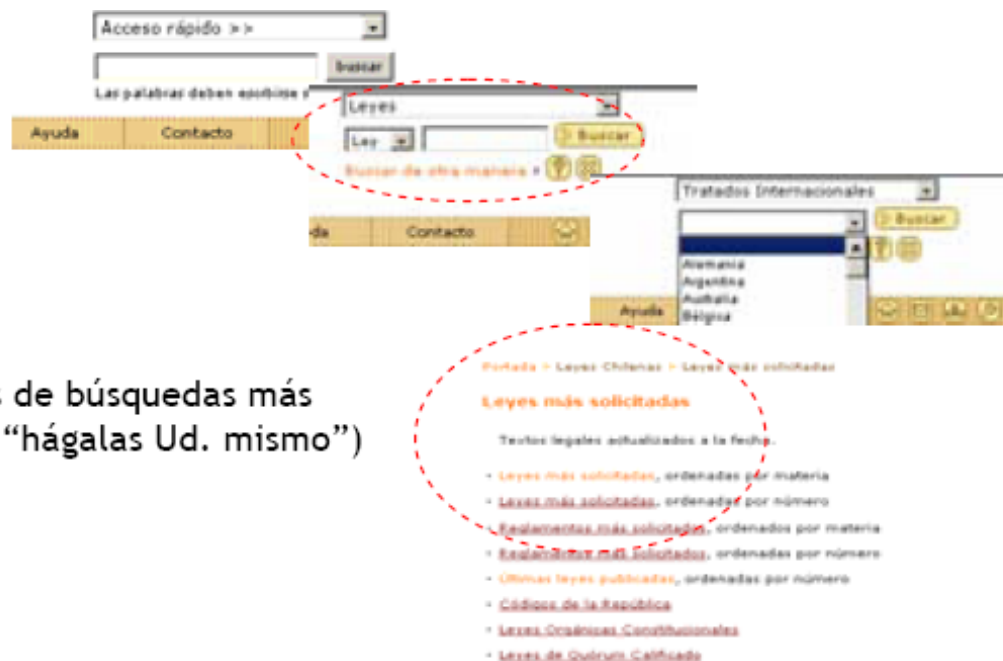 Acceso rápido >>
buscar
Las palabras deben escribirse s
Ayuda Contacto
Leyes
Ley > Buscar
Buscar de otra manera » ?
da Contacto
Tratados Internacionales
> Buscar
?
Alemania
Argentina
Australia
Bélgica
Ayuda
s de búsquedas más
“hágalas Ud. mismo”)
Portada > Leyes Chilenas > Leyes más solicitadas
Leyes más solicitadas
Textos legales actualizados a la fecha.
- Leyes más solicitadas, ordenadas por materia
- Leyes más solicitadas, ordenadas por número
- Reglamentos más solicitados, ordenados por materia
- Reglamentos más solicitados, ordenadas por número
- Últimas leyes publicadas, ordenadas por número
- Códigos de la República
- Leyes Orgánicas Constitucionales
- Leyes de Quórum Calificado